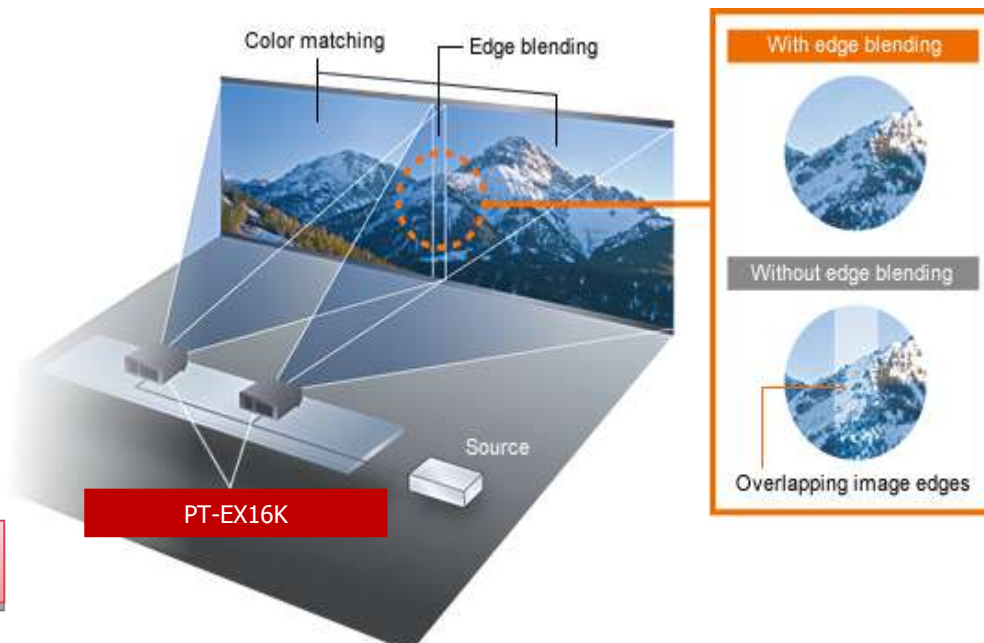 Color matching
Edge blending
With edge blending
Without edge blending
Source
Overlapping image edges
PT-EX16K